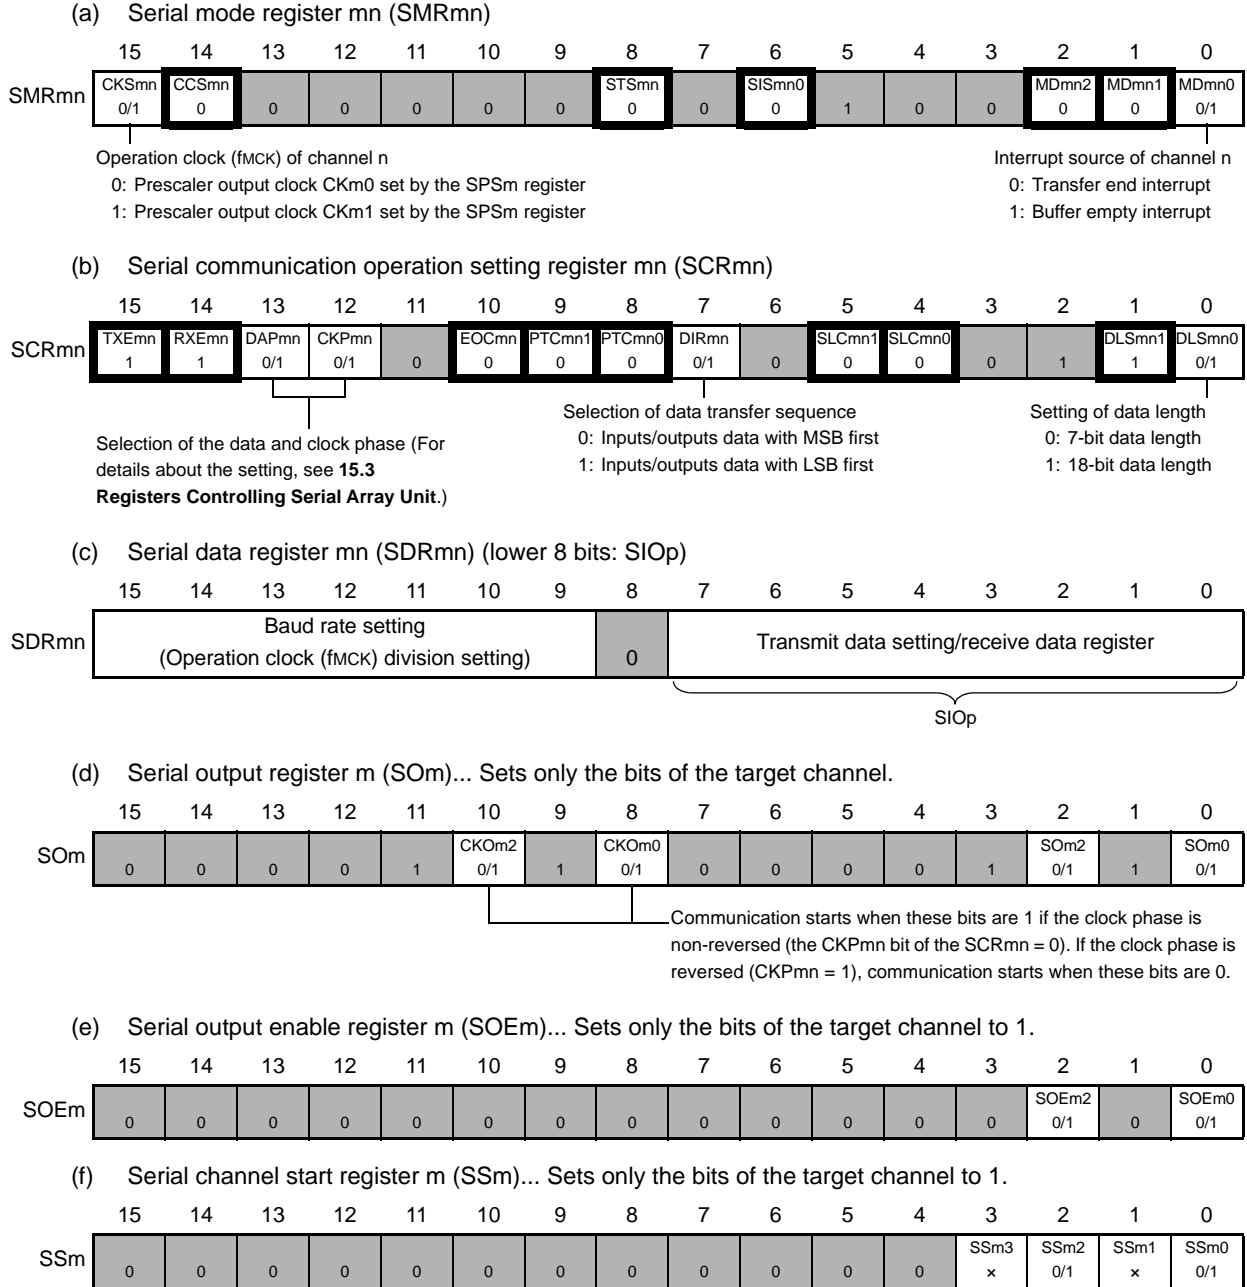 (a) Serial mode register mn (SMRmn)
15 14 13 12 11 10 9 8 7 6 5 4 3 2 1 0
SMRmn
CKSmn CCSmn STSmn SISmn0 MDmn2 MDmn1 MDmn0
0/1 0 0 0 0 0 0 0 0 0 1 0 0 0 0 0/1
Operation clock (fMCK) of channel n
0: Prescaler output clock CKm0 set by the SPSm register
1: Prescaler output clock CKm1 set by the SPSm register
Interrupt source of channel n
0: Transfer end interrupt
1: Buffer empty interrupt
(b) Serial communication operation setting register mn (SCRmn)
15 14 13 12 11 10 9 8 7 6 5 4 3 2 1 0
SCRmn
TXEmn RXEmn DAPmn CKPmn EOCmn PTCmn1 PTCmn0 DIRmn SLCmn1 SLCmn0 DLSmn1 DLSmn0
1 1 0/1 0/1 0 0 0 0 0/1 0 0 0 0 1 1 0/1
Selection of the data and clock phase (For
details about the setting, see 15.3
Registers Controlling Serial Array Unit.)
Selection of data transfer sequence
0: Inputs/outputs data with MSB first
1: Inputs/outputs data with LSB first
Setting of data length
0: 7-bit data length
1: 18-bit data length
(c) Serial data register mn (SDRmn) (lower 8 bits: SIOp)
15 14 13 12 11 10 9 8 7 6 5 4 3 2 1 0
SDRmn
Baud rate setting
(Operation clock (fMCK) division setting)
0
Transmit data setting/receive data register
SIOp
(d) Serial output register m (SOm)... Sets only the bits of the target channel.
15 14 13 12 11 10 9 8 7 6 5 4 3 2 1 0
SOm
CKOm2 CKOm0 SOm2 SOm0
0 0 0 0 1 0/1 1 0/1 0 0 0 0 1 0/1 1 0/1
Communication starts when these bits are 1 if the clock phase is
non-reversed (the CKPmn bit of the SCRmn = 0). If the clock phase is
reversed (CKPmn = 1), communication starts when these bits are 0.
(e) Serial output enable register m (SOEm)... Sets only the bits of the target channel to 1.
15 14 13 12 11 10 9 8 7 6 5 4 3 2 1 0
SOEm
SOEm2 SOEm0
0 0 0 0 0 0 0 0 0 0 0 0 0 0/1 0 0/1
(f) Serial channel start register m (SSm)... Sets only the bits of the target channel to 1.
15 14 13 12 11 10 9 8 7 6 5 4 3 2 1 0
SSm
SSm3 SSm2 SSm1 SSm0
0 0 0 0 0 0 0 0 0 0 0 0 × 0/1 × 0/1